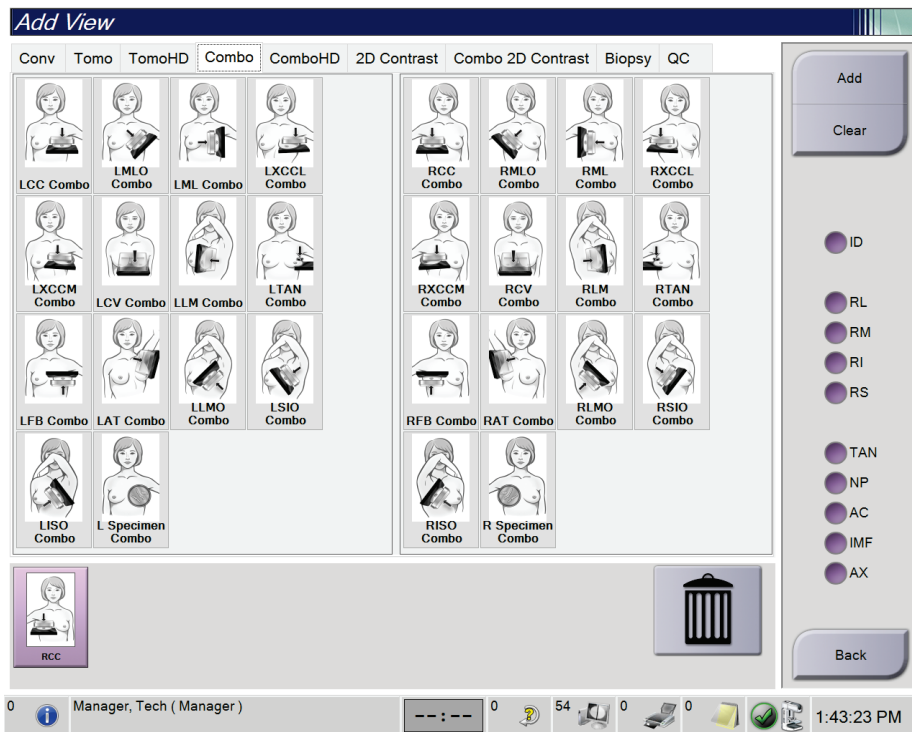 Add View
Conv Tomo TomoHD Combo ComboHD 2D Contrast Combo 2D Contrast Biopsy QC
LCC Combo
LMLO
Combo
LML Combo
LXCCL
Combo
LXCCM
Combo
LCV Combo
LLM Combo
LTAN
Combo
LFB Combo
LAT Combo
LLMO
Combo
LSIO
Combo
LISO
Combo
L Specimen
Combo
RCC
Combo
RMLO
Combo
RML
Combo
RXCCL
Combo
RXCCM
Combo
RCV
Combo
RLM
Combo
RTAN
Combo
RFB Combo
RAT Combo
RLMO
Combo
RSIO
Combo
RISO
Combo
R Specimen
Combo
Add
Clear
ID
RL
RM
RI
RS
TAN
NP
AC
IMF
AX
Back
RCC
0
Manager, Tech ( Manager )
--:--
0
54
0
0
1:43:23 PM